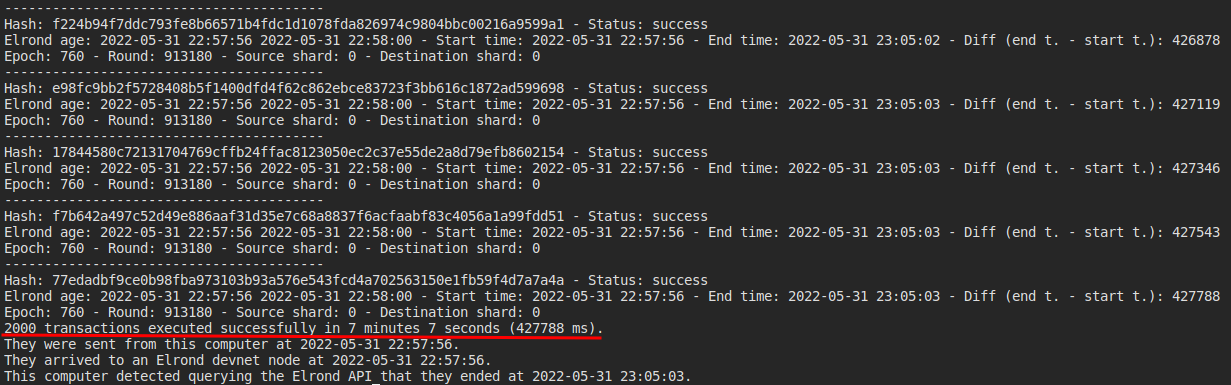 ----------------------------------------
Hash: f224b94f7ddc793fe8b66571b4fdc1d1078fda826974c9804bbc00216a9599a1 - Status: success
Elrond age: 2022-05-31 22:57:56 2022-05-31 22:58:00 - Start time: 2022-05-31 22:57:56 - End time: 2022-05-31 23:05:02 - Diff (end t. - start t.): 426878
Epoch: 760 - Round: 913180 - Source shard: 0 - Destination shard: 0
----------------------------------------
Hash: e98fc9bb2f5728408b5f1400dfd4f62c862ebce83723f3bb616c1872ad599698 - Status: success
Elrond age: 2022-05-31 22:57:56 2022-05-31 22:58:00 - Start time: 2022-05-31 22:57:56 - End time: 2022-05-31 23:05:03 - Diff (end t. - start t.): 427119
Epoch: 760 - Round: 913180 - Source shard: 0 - Destination shard: 0
----------------------------------------
Hash: 17844580c72131704769cffb24ffac8123050ec2c37e55de2a8d79efb8602154 - Status: success
Elrond age: 2022-05-31 22:57:56 2022-05-31 22:58:00 - Start time: 2022-05-31 22:57:56 - End time: 2022-05-31 23:05:03 - Diff (end t. - start t.): 427346
Epoch: 760 - Round: 913180 - Source shard: 0 - Destination shard: 0
----------------------------------------
Hash: f7b642a497c52d49e886aaf31d35e7c68a8837f6acfaabf83c4056a1a99fdd51 - Status: success
Elrond age: 2022-05-31 22:57:56 2022-05-31 22:58:00 - Start time: 2022-05-31 22:57:56 - End time: 2022-05-31 23:05:03 - Diff (end t. - start t.): 427543
Epoch: 760 - Round: 913180 - Source shard: 0 - Destination shard: 0
----------------------------------------
Hash: 77edadbf9ce0b98fba973103b93a576e543fcd4a702563150e1fb59f4d7a7a4a - Status: success
Elrond age: 2022-05-31 22:57:56 2022-05-31 22:58:00 - Start time: 2022-05-31 22:57:56 - End time: 2022-05-31 23:05:03 - Diff (end t. - start t.): 427788
Epoch: 760 - Round: 913180 - Source shard: 0 - Destination shard: 0
2000 transactions executed successfully in 7 minutes 7 seconds (427788 ms).
They were sent from this computer at 2022-05-31 22:57:56.
They arrived to an Elrond devnet node at 2022-05-31 22:57:56.
This computer detected querying the Elrond API that they ended at 2022-05-31 23:05:03.